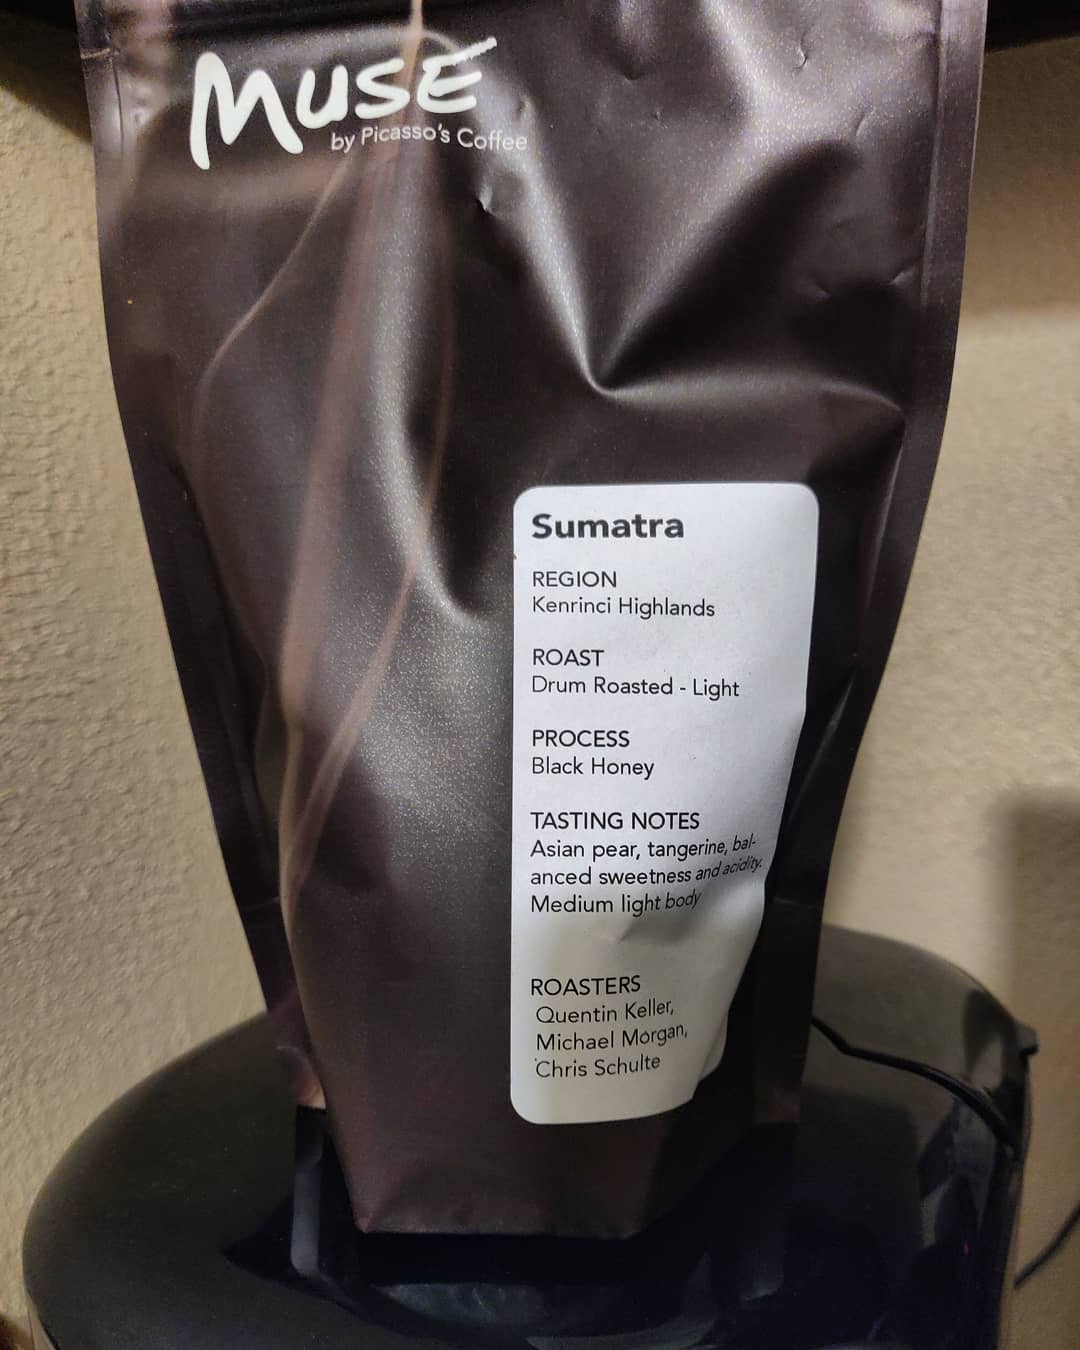 MUSE
by Picasso's Coffee
Sumatra
REGION
Kenrinci Highlands
ROAST
Drum Roasted - Light
PROCESS
Black Honey
TASTING NOTES
Asian pear, tangerine, bal-
anced sweetness and acidity.
Medium light body
ROASTERS
Quentin Keller,
Michael Morgan,
Chris Schulte